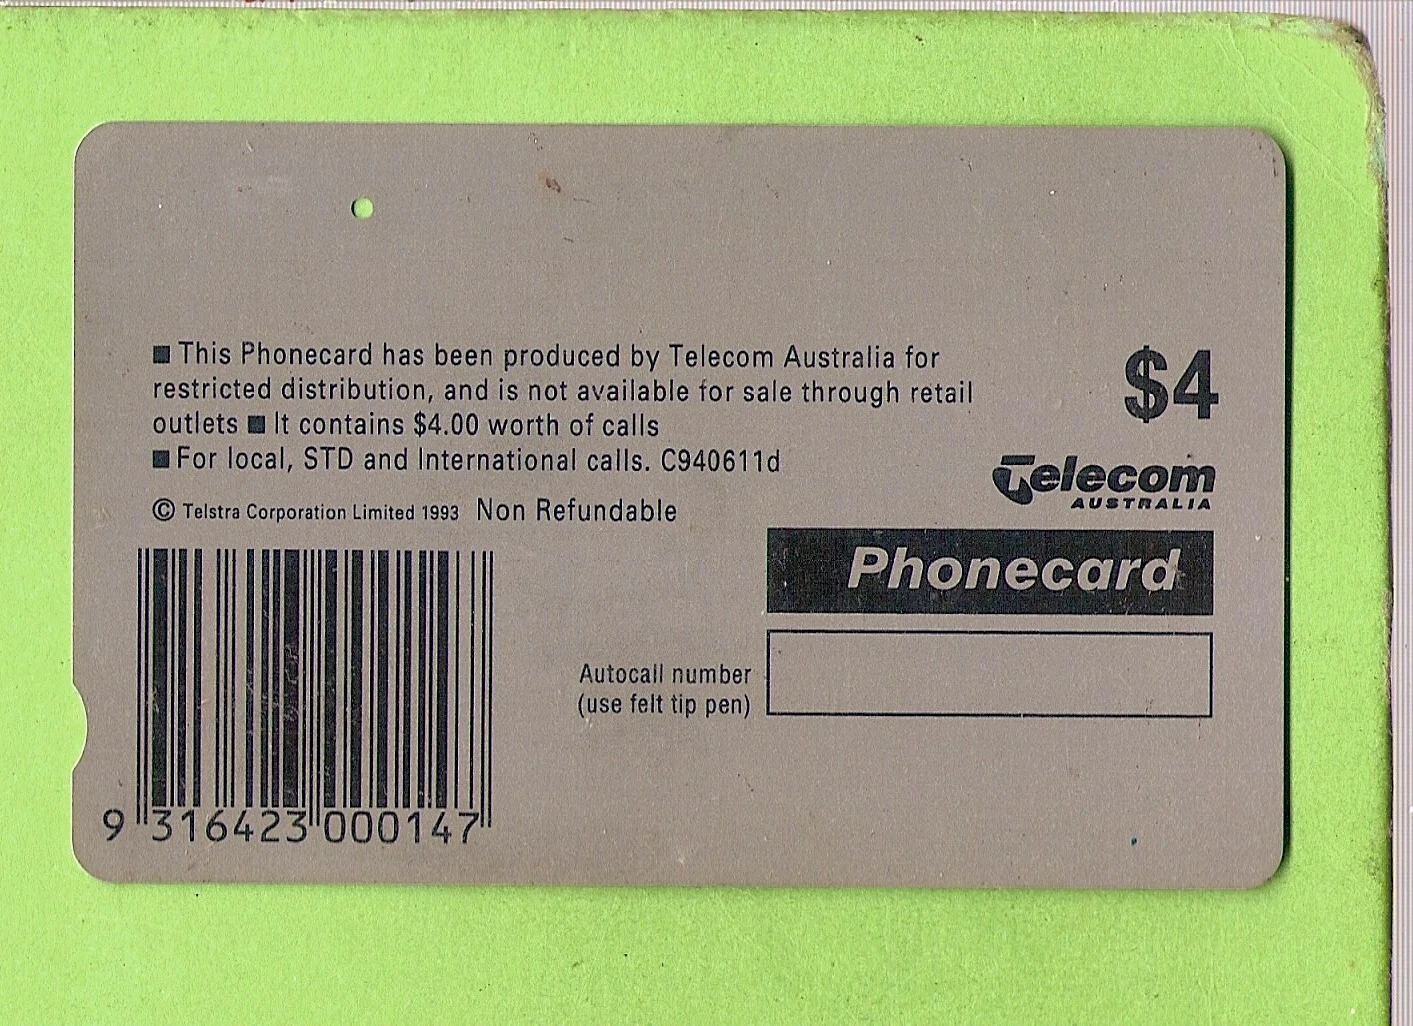 ■ This Phonecard has been produced by Telecom Australia for
restricted distribution, and is not available for sale through retail
outlets ■ It contains $4.00 worth of calls
■ For local, STD and International calls. C940611d
© Telstra Corporation Limited 1993 Non Refundable
$4
Telecom
AUSTRALIA
Phonecard
Autocall number
(use felt tip pen)
9 316423 000147